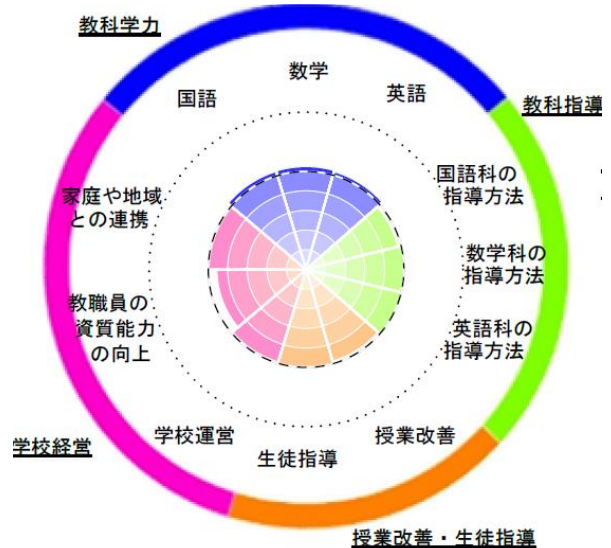 教科学力
数学
国語
英語
教科指導
国語科の
指導方法
家庭や地域
との連携
数学科の
指導方法
教職員の
資質能力
の向上
英語科の
指導方法
学校運営
授業改善
生徒指導
学校経営
授業改善・生徒指導